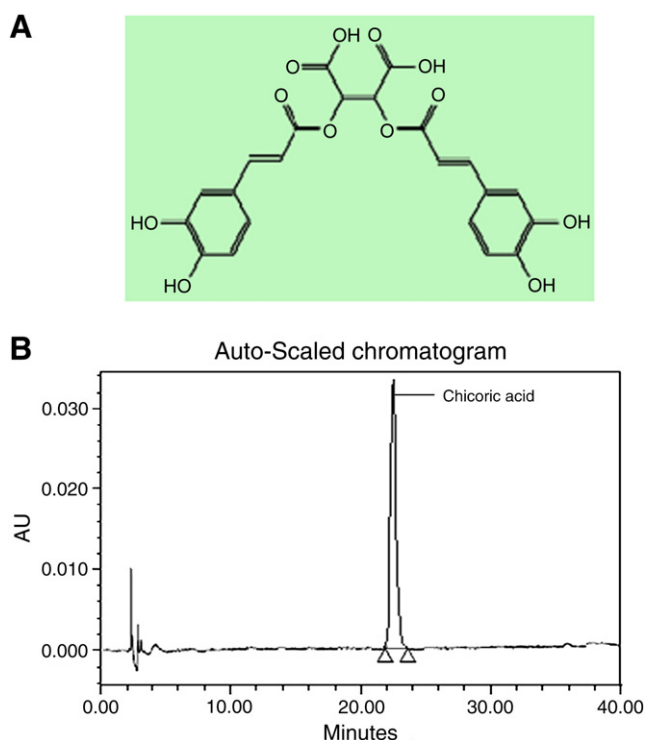 A
OH O
O OH
O O
O O
HO OH
HO OH
B
Auto-Scaled chromatogram
0.030
Chicoric acid
0.020
AU
0.010
0.000
0.00 10.00 20.00 30.00 40.00
Minutes